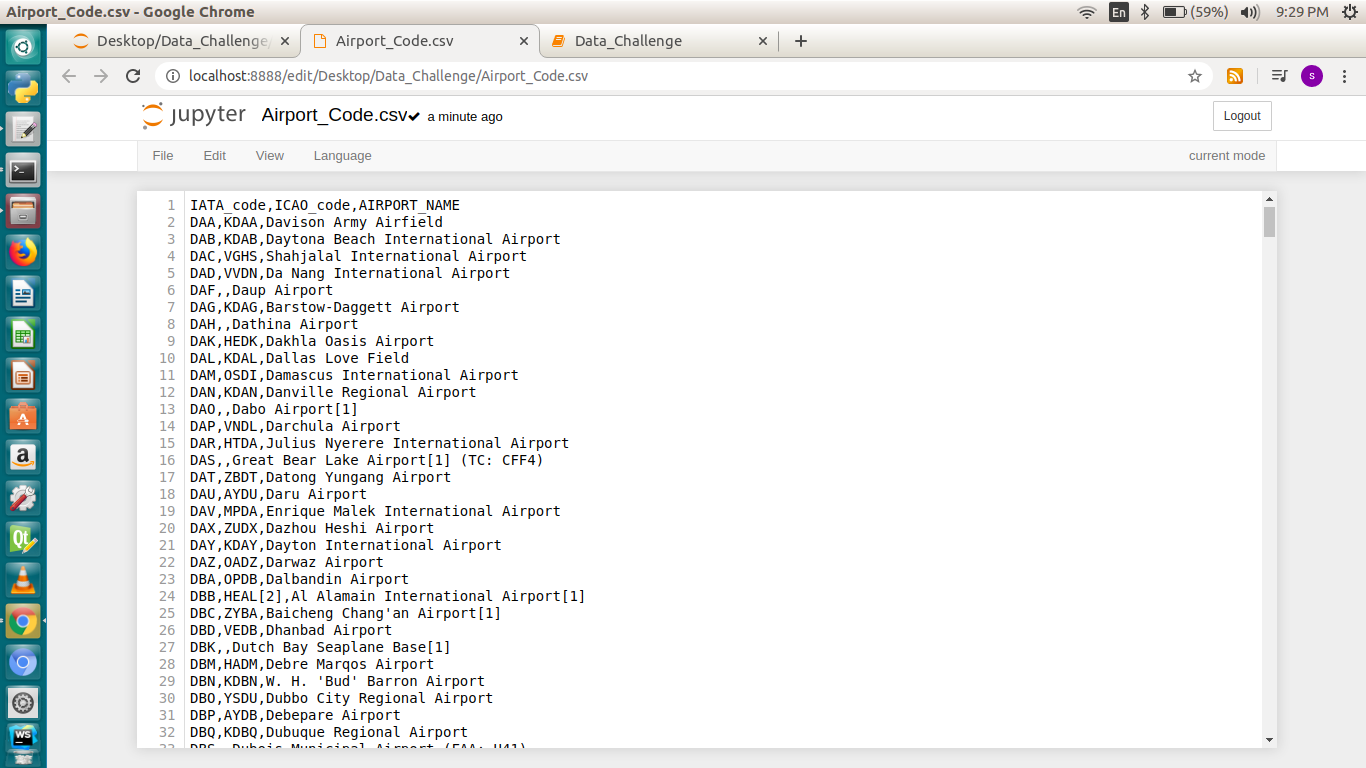 Airport_Code.csv - Google Chrome
En
(59%)
9:29 PM
Desktop/Data_Challenge/
Airport_Code.csv
Data_Challenge
localhost:8888/edit/Desktop/Data_Challenge/Airport_Code.csv
s
jupyter
Airport_Code.csv
a minute ago
Logout
File
Edit
View
Language
current mode
1 IATA_code,ICAO_code,AIRPORT_NAME
2 DAA,KDAA,Davison Army Airfield
3 DAB,KDAB,Daytona Beach International Airport
4 DAC,VGHS,Shahjalal International Airport
5 DAD,VVDN,Da Nang International Airport
6 DAF,,Daup Airport
7 DAG,KDAG,Barstow-Daggett Airport
8 DAH,,Dathina Airport
9 DAK,HEDK,Dakhla Oasis Airport
10 DAL,KDAL,Dallas Love Field
11 DAM,OSDI,Damascus International Airport
12 DAN,KDAN,Danville Regional Airport
13 DAO,,Dabo Airport[1]
14 DAP,VNDL,Darchula Airport
15 DAR,HTDA,Julius Nyerere International Airport
16 DAS,,Great Bear Lake Airport[1] (TC: CFF4)
17 DAT,ZBDT,Datong Yungang Airport
18 DAU,AYDU,Daru Airport
19 DAV,MPDA,Enrique Malek International Airport
20 DAX,ZUDX,Dazhou Heshi Airport
21 DAY,KDAY,Dayton International Airport
22 DAZ,OADZ,Darwaz Airport
23 DBA,OPDB,Dalbandin Airport
24 DBB,HEAL[2],Al Alamain International Airport[1]
25 DBC,ZYBA,Baicheng Chang'an Airport[1]
26 DBD,VEDB,Dhanbad Airport
27 DBK,,Dutch Bay Seaplane Base[1]
28 DBM,HADM,Debre Marqos Airport
29 DBN,KDBN,W. H. 'Bud' Barron Airport
30 DBO,YSDU,Dubbo City Regional Airport
31 DBP,AYDB,Debepare Airport
32 DBQ,KDBQ,Dubuque Regional Airport
33 DBS,,Dubois Municipal Airport (FAA: U41)
Qt
WS